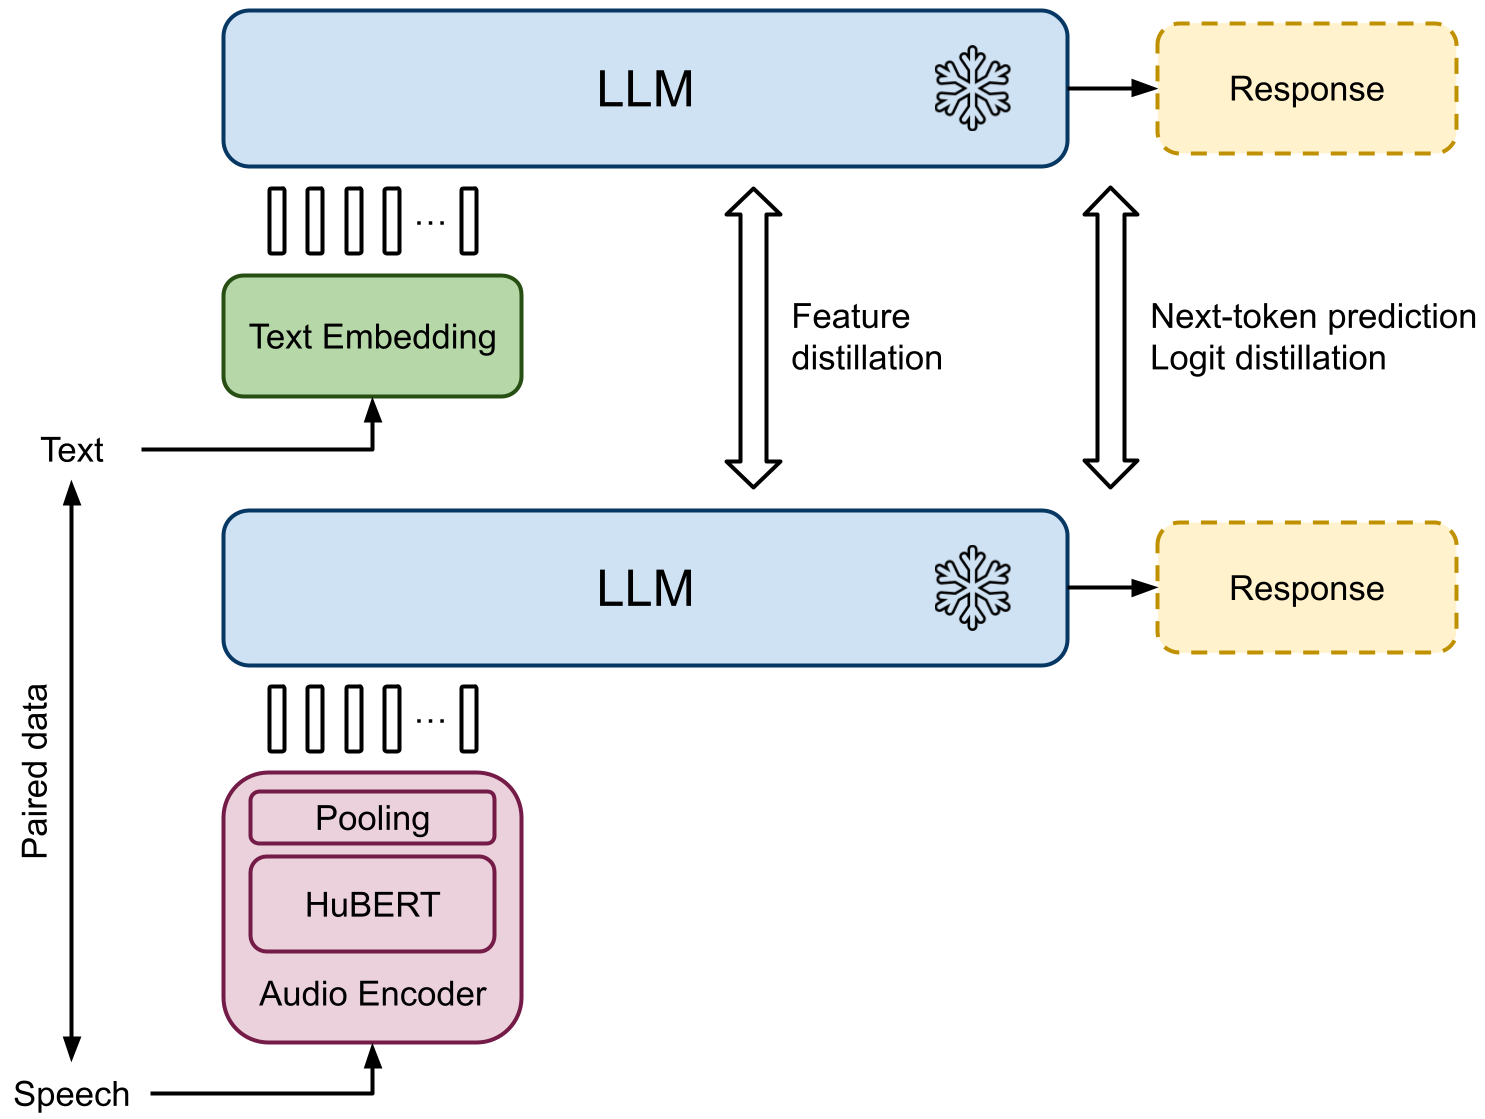 LLM
Response
...
Text Embedding
Feature
distillation
Next-token prediction
Logit distillation
Text
LLM
Response
...
Paired data
Pooling
HuBERT
Audio Encoder
Speech